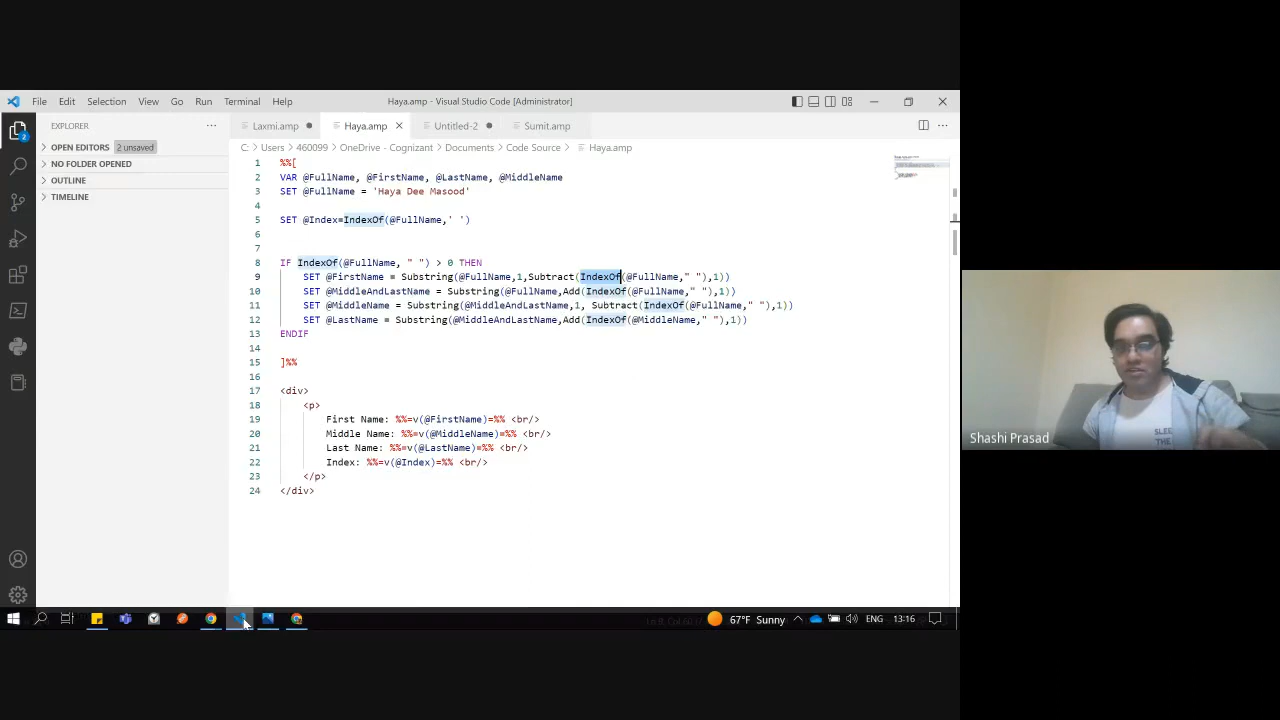 File Edit Selection View Go Run Terminal Help
Haya.amp - Visual Studio Code [Administrator]
EXPLORER
Laxmi.amp
Haya.amp
Untitled-2
Sumit.amp
OPEN EDITORS 2 unsaved
NO FOLDER OPENED
OUTLINE
TIMELINE
2
C: > Users > 460099 > OneDrive - Cognizant > Documents > Code Source > Haya.amp
1 %%[
2 VAR @FullName, @FirstName, @LastName, @MiddleName
3 SET @FullName = 'Haya Dee Masood'
4
5 SET @Index=IndexOf(@FullName,' ')
6
7
8 IF IndexOf(@FullName, " ") > 0 THEN
9 SET @FirstName = Substring(@FullName,1,Subtract(IndexOf(@FullName," "),1))
10 SET @MiddleAndLastName = Substring(@FullName,Add(IndexOf(@FullName," "),1))
11 SET @MiddleName = Substring(@MiddleAndLastName,1, Subtract(IndexOf(@FullName," "),1))
12 SET @LastName = Substring(@MiddleAndLastName,Add(IndexOf(@MiddleName," "),1))
13 ENDIF
14
15 ]%%
16
17 <div>
18 <p>
19 First Name: %%=v(@FirstName)=%% <br/>
20 Middle Name: %%=v(@MiddleName)=%% <br/>
21 Last Name: %%=v(@LastName)=%% <br/>
22 Index: %%=v(@Index)=%% <br/>
23 </p>
24 </div>
67°F Sunny
ENG
13:16
Shashi Prasad
SLEE
THE